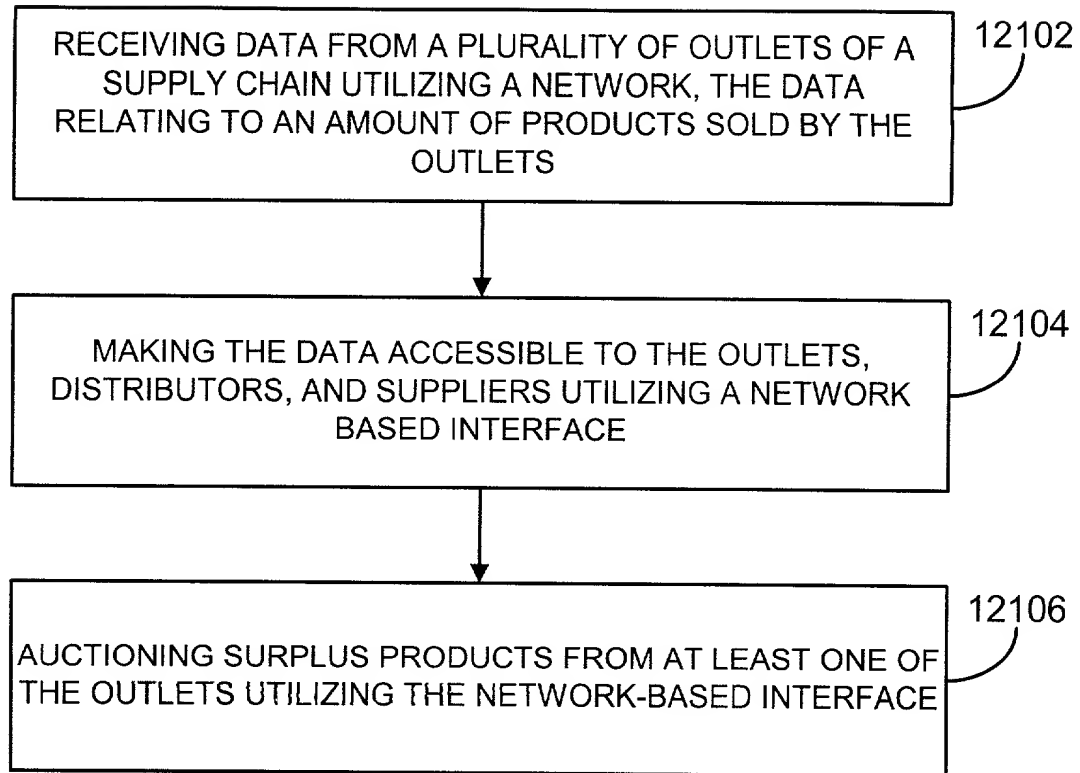 RECEIVING DATA FROM A PLURALITY OF OUTLETS OF A
SUPPLY CHAIN UTILIZING A NETWORK, THE DATA
RELATING TO AN AMOUNT OF PRODUCTS SOLD BY THE
OUTLETS
12102
MAKING THE DATA ACCESSIBLE TO THE OUTLETS,
DISTRIBUTORS, AND SUPPLIERS UTILIZING A NETWORK
BASED INTERFACE
12104
AUCTIONING SURPLUS PRODUCTS FROM AT LEAST ONE OF
THE OUTLETS UTILIZING THE NETWORK-BASED INTERFACE
12106